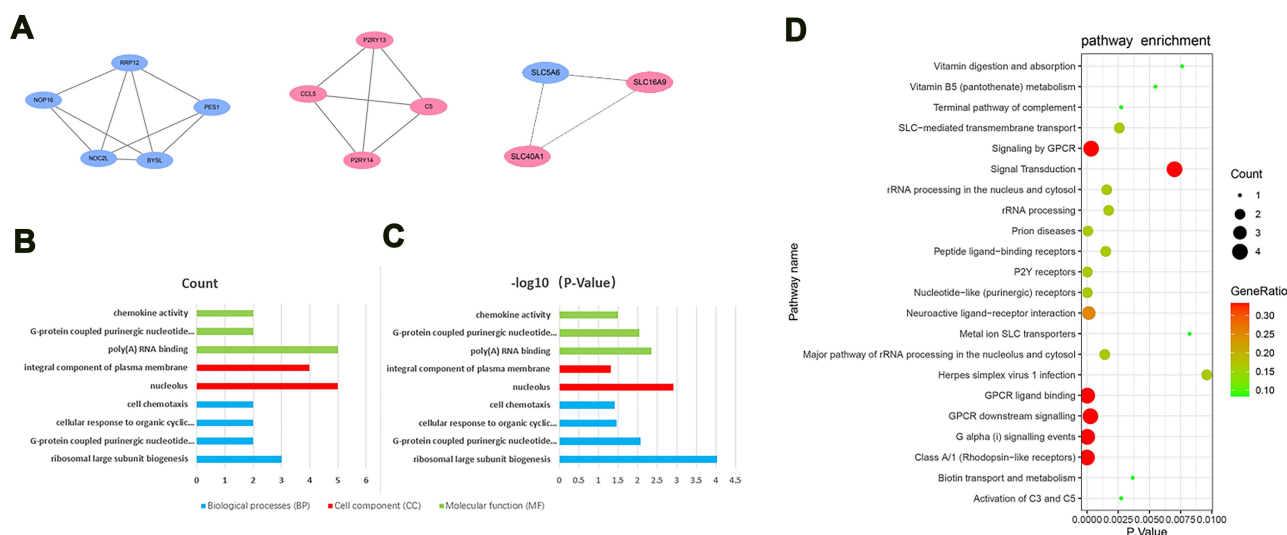 A
RRP12
NOP16
PES1
NOC2L
BYSL
P2RY13
CCL5
C5
P2RY14
SLC5A6
SLC16A9
SLC40A1
B
Count
chemokine activity
G-protein coupled purinergic nucleotide...
poly(A) RNA binding
integral component of plasma membrane
nucleolus
cell chemotaxis
cellular response to organic cyclic...
G-protein coupled purinergic nucleotide...
ribosomal large subunit biogenesis
0 1 2 3 4 5 6
C
-log10 (P-Value)
chemokine activity
G-protein coupled purinergic nucleotide...
poly(A) RNA binding
integral component of plasma membrane
nucleolus
cell chemotaxis
cellular response to organic cyclic...
G-protein coupled purinergic nucleotide...
ribosomal large subunit biogenesis
0 0.5 1 1.5 2 2.5 3 3.5 4 4.5
Biological processes (BP) Cell component (CC) Molecular function (MF)
D
pathway enrichment
Pathway name
Vitamin digestion and absorption
Vitamin B5 (pantothenate) metabolism
Terminal pathway of complement
SLC−mediated transmembrane transport
Signaling by GPCR
Signal Transduction
rRNA processing in the nucleus and cytosol
rRNA processing
Prion diseases
Peptide ligand−binding receptors
P2Y receptors
Nucleotide−like (purinergic) receptors
Neuroactive ligand−receptor interaction
Metal ion SLC transporters
Major pathway of rRNA processing in the nucleolus and cytosol
Herpes simplex virus 1 infection
GPCR ligand binding
GPCR downstream signalling
G alpha (i) signalling events
Class A/1 (Rhodopsin−like receptors)
Biotin transport and metabolism
Activation of C3 and C5
0.0000 0.0025 0.0050 0.0075 0.0100
P.Value
Count
1
2
3
4
GeneRatio
0.30
0.25
0.20
0.15
0.10